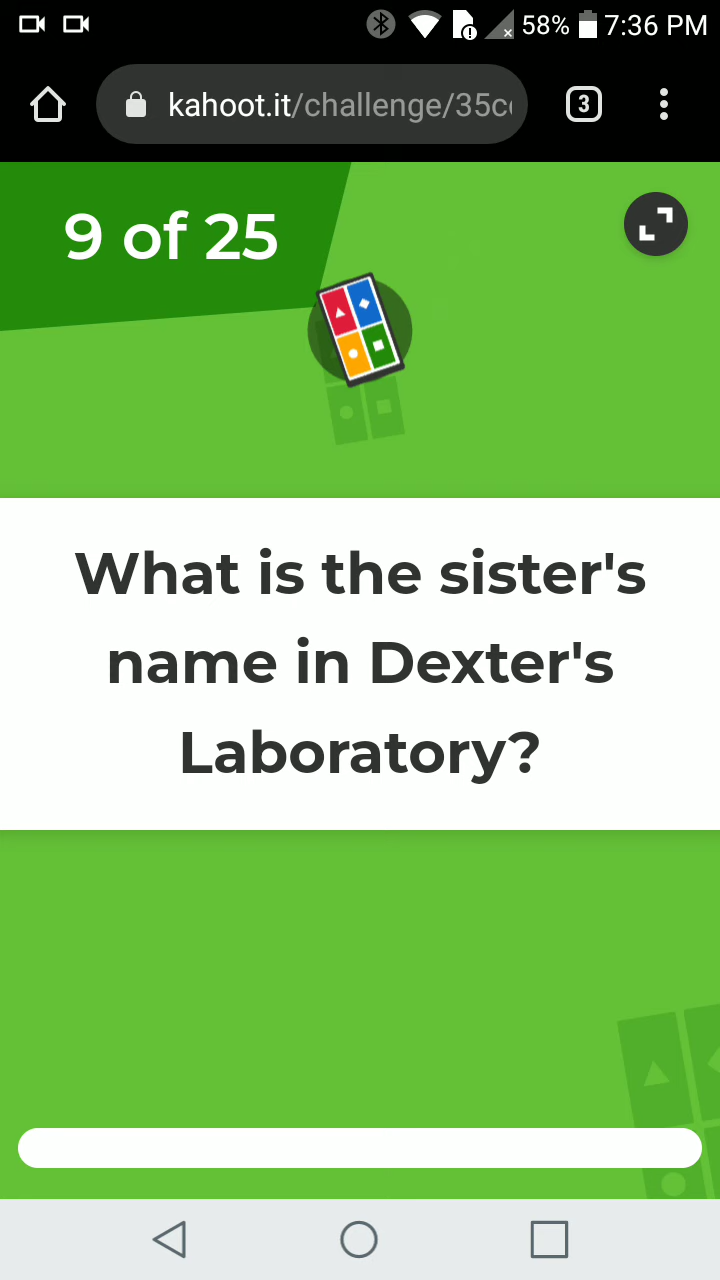 58% 7:36 PM
kahoot.it/challenge/35c
3
9 of 25
What is the sister's
name in Dexter's
Laboratory?